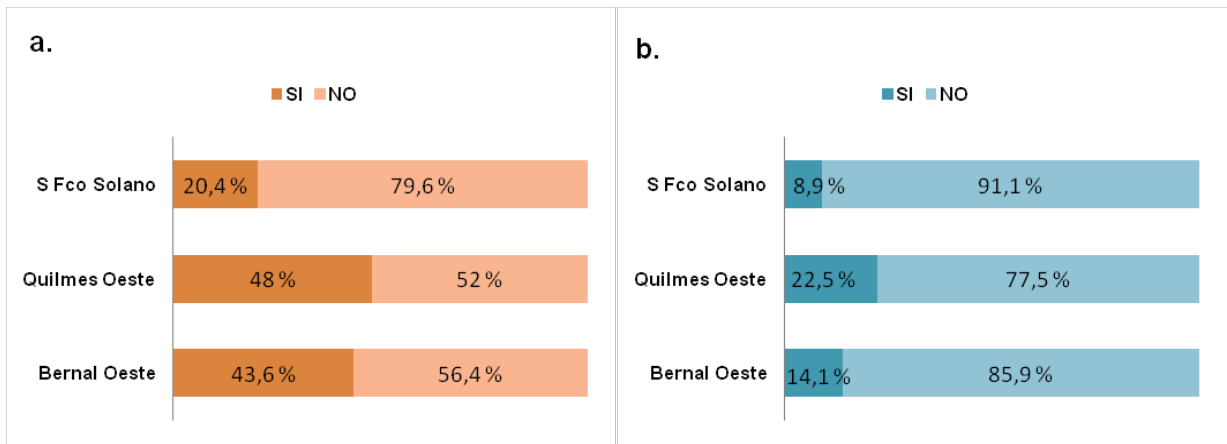 a.
SI NO
S Fco Solano 20,4 % 79,6 %
Quilmes Oeste 48 % 52 %
Bernal Oeste 43,6 % 56,4 %
b.
SI NO
S Fco Solano 8,9 % 91,1 %
Quilmes Oeste 22,5 % 77,5 %
Bernal Oeste 14,1 % 85,9 %